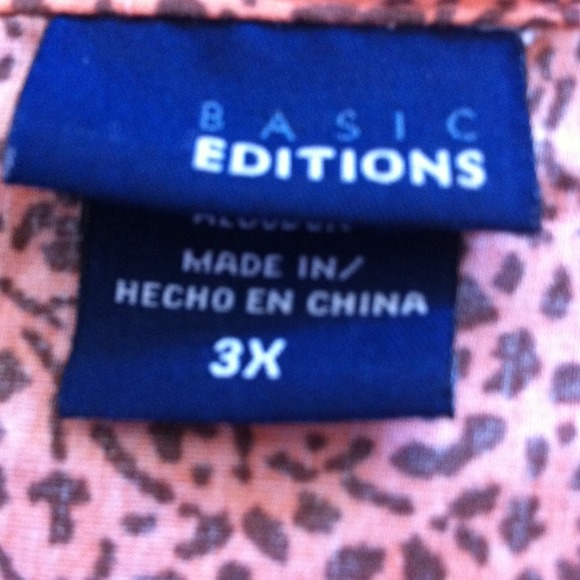 BASIC
EDITIONS
MADE IN/
HECHO EN CHINA
3X